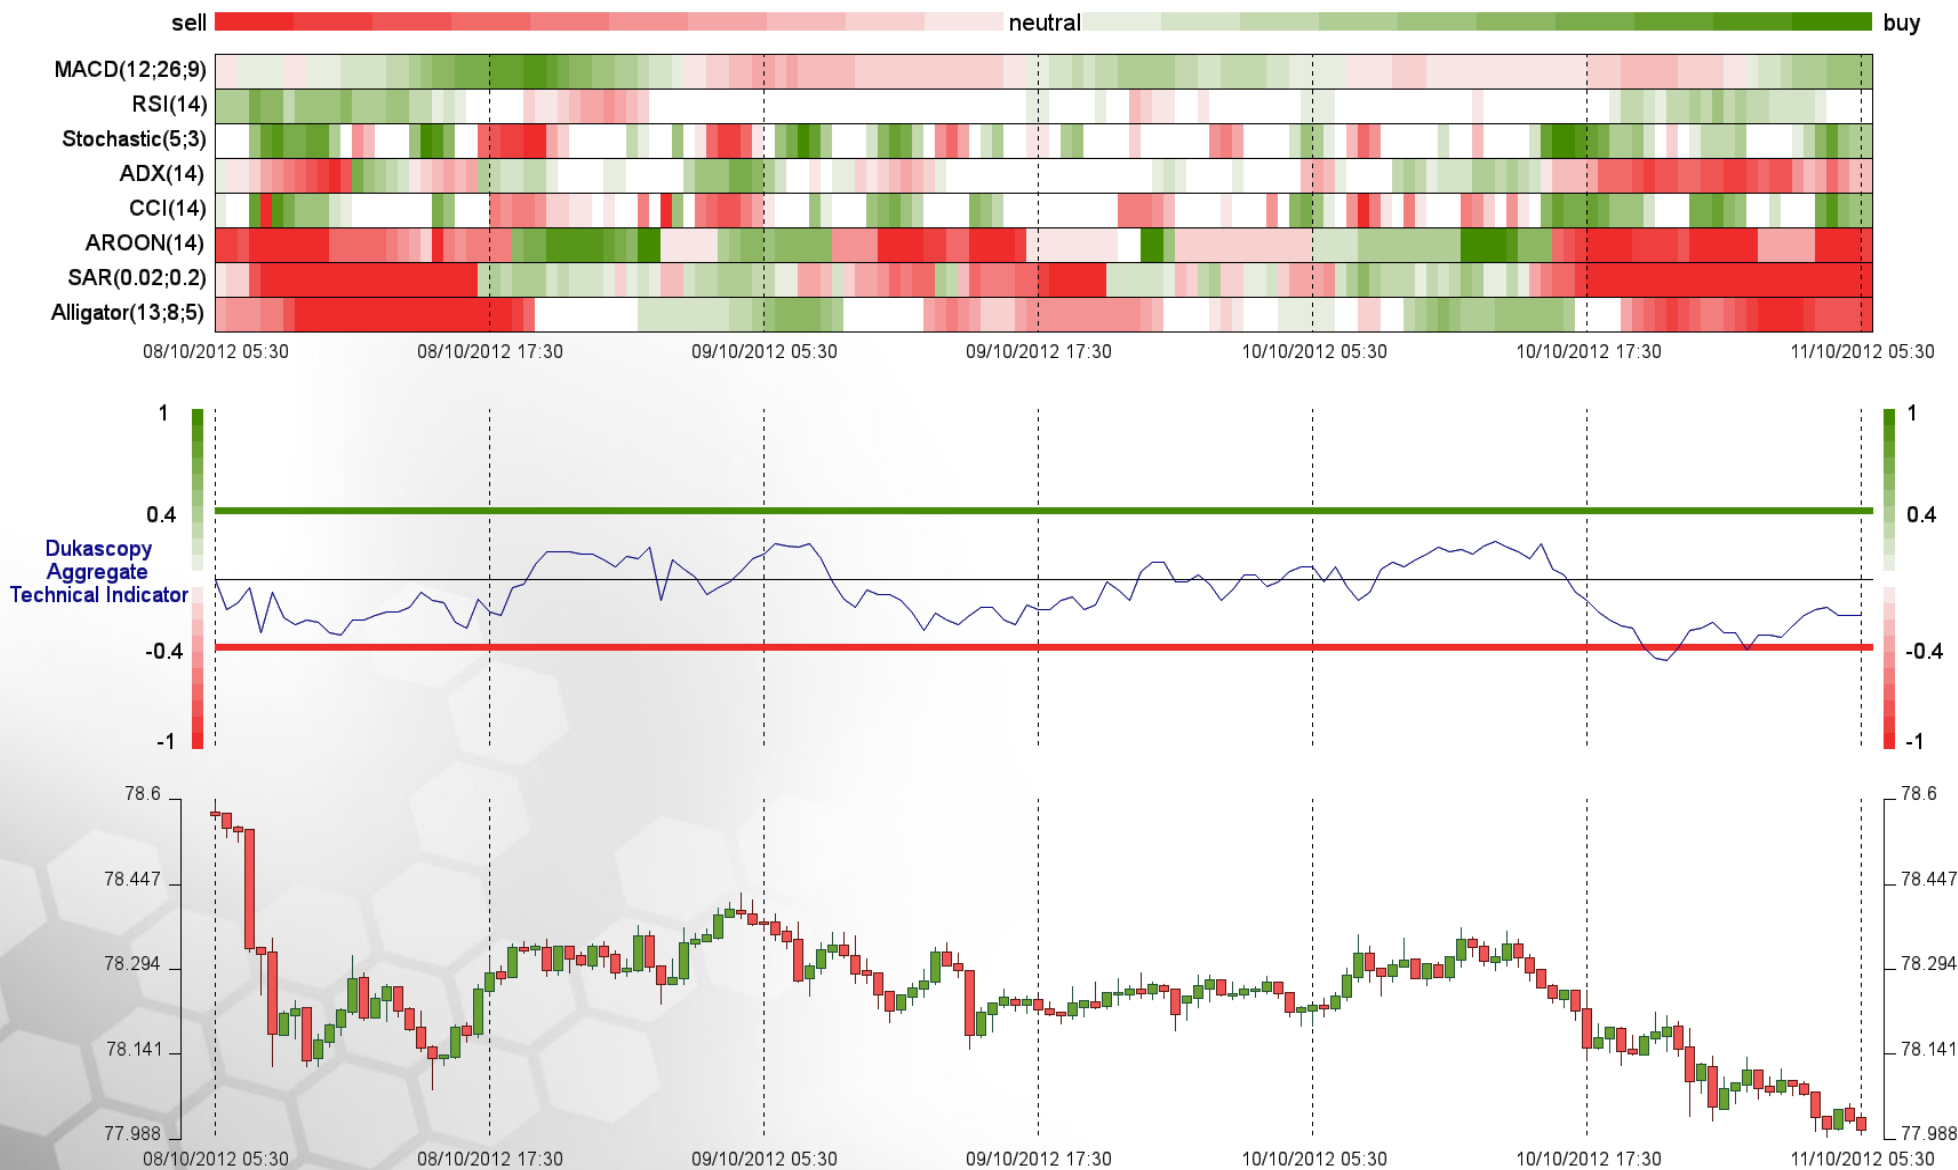 sell neutral buy
MACD(12;26;9)
RSI(14)
Stochastic(5;3)
ADX(14)
CCI(14)
AROON(14)
SAR(0.02;0.2)
Alligator(13;8;5)
08/10/2012 05:30 08/10/2012 17:30 09/10/2012 05:30 09/10/2012 17:30 10/10/2012 05:30 10/10/2012 17:30 11/10/2012 05:30
1 1
0.4 0.4
Dukascopy
Aggregate
Technical Indicator
-0.4 -0.4
-1 -1
78.6 78.6
78.447 78.447
78.294 78.294
78.141 78.141
77.988 77.988
08/10/2012 05:30 08/10/2012 17:30 09/10/2012 05:30 09/10/2012 17:30 10/10/2012 05:30 10/10/2012 17:30 11/10/2012 05:30